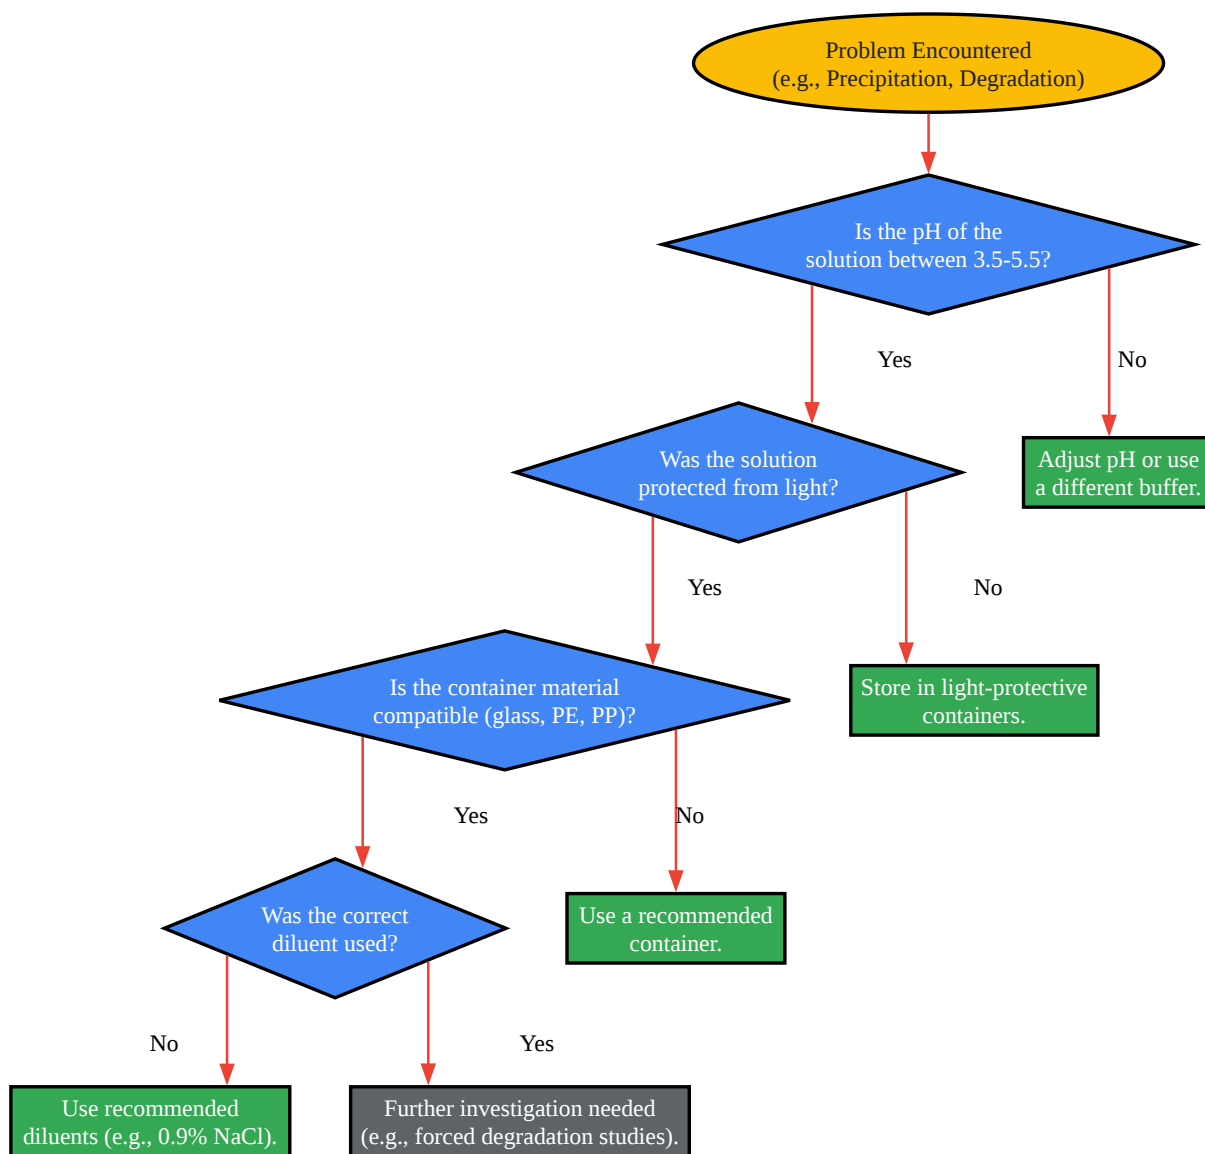 Problem Encountered
(e.g., Precipitation, Degradation)
Is the pH of the
solution between 3.5-5.5?
Yes
No
Was the solution
protected from light?
Adjust pH or use
a different buffer.
Yes
No
Is the container material
compatible (glass, PE, PP)?
Store in light-protective
containers.
Yes
No
Was the correct
diluent used?
Use a recommended
container.
No
Yes
Use recommended
diluents (e.g., 0.9% NaCl).
Further investigation needed
(e.g., forced degradation studies).